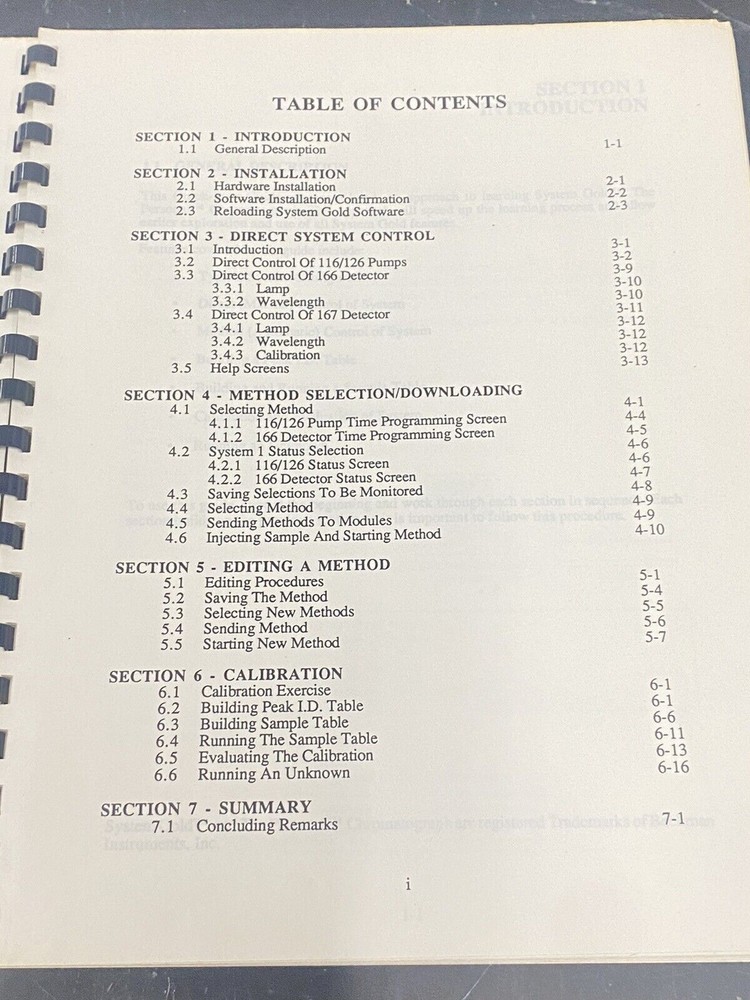 TABLE OF CONTENTS
SECTION 1 - INTRODUCTION
1.1 General Description 1-1
SECTION 2 - INSTALLATION
2.1 Hardware Installation 2-1
2.2 Software Installation/Confirmation 2-2
2.3 Reloading System Gold Software 2-3
SECTION 3 - DIRECT SYSTEM CONTROL
3.1 Introduction 3-1
3.2 Direct Control Of 116/126 Pumps 3-2
3.3 Direct Control Of 166 Detector 3-9
3.3.1 Lamp 3-10
3.3.2 Wavelength 3-10
3.4 Direct Control Of 167 Detector 3-11
3.4.1 Lamp 3-12
3.4.2 Wavelength 3-12
3.4.3 Calibration 3-12
3.5 Help Screens 3-13
SECTION 4 - METHOD SELECTION/DOWNLOADING
4.1 Selecting Method 4-1
4.1.1 116/126 Pump Time Programming Screen 4-4
4.1.2 166 Detector Time Programming Screen 4-5
4.2 System 1 Status Selection 4-6
4.2.1 116/126 Status Screen 4-6
4.2.2 166 Detector Status Screen 4-7
4.3 Saving Selections To Be Monitored 4-8
4.4 Selecting Method 4-9
4.5 Sending Methods To Modules 4-9
4.6 Injecting Sample And Starting Method 4-10
SECTION 5 - EDITING A METHOD
5.1 Editing Procedures 5-1
5.2 Saving The Method 5-4
5.3 Selecting New Methods 5-5
5.4 Sending Method 5-6
5.5 Starting New Method 5-7
SECTION 6 - CALIBRATION
6.1 Calibration Exercise 6-1
6.2 Building Peak I.D. Table 6-1
6.3 Building Sample Table 6-6
6.4 Running The Sample Table 6-11
6.5 Evaluating The Calibration 6-13
6.6 Running An Unknown 6-16
SECTION 7 - SUMMARY
7.1 Concluding Remarks 7-1
i